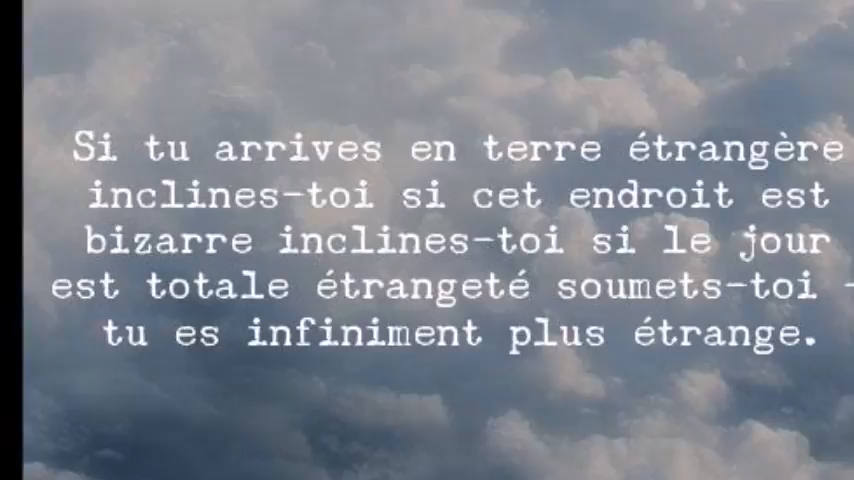 Si tu arrives en terre étrangère
inclines-toi si cet endroit est
bizarre inclines-toi si le jour
est totale étrangeté soumets-toi -
tu es infiniment plus étrange.